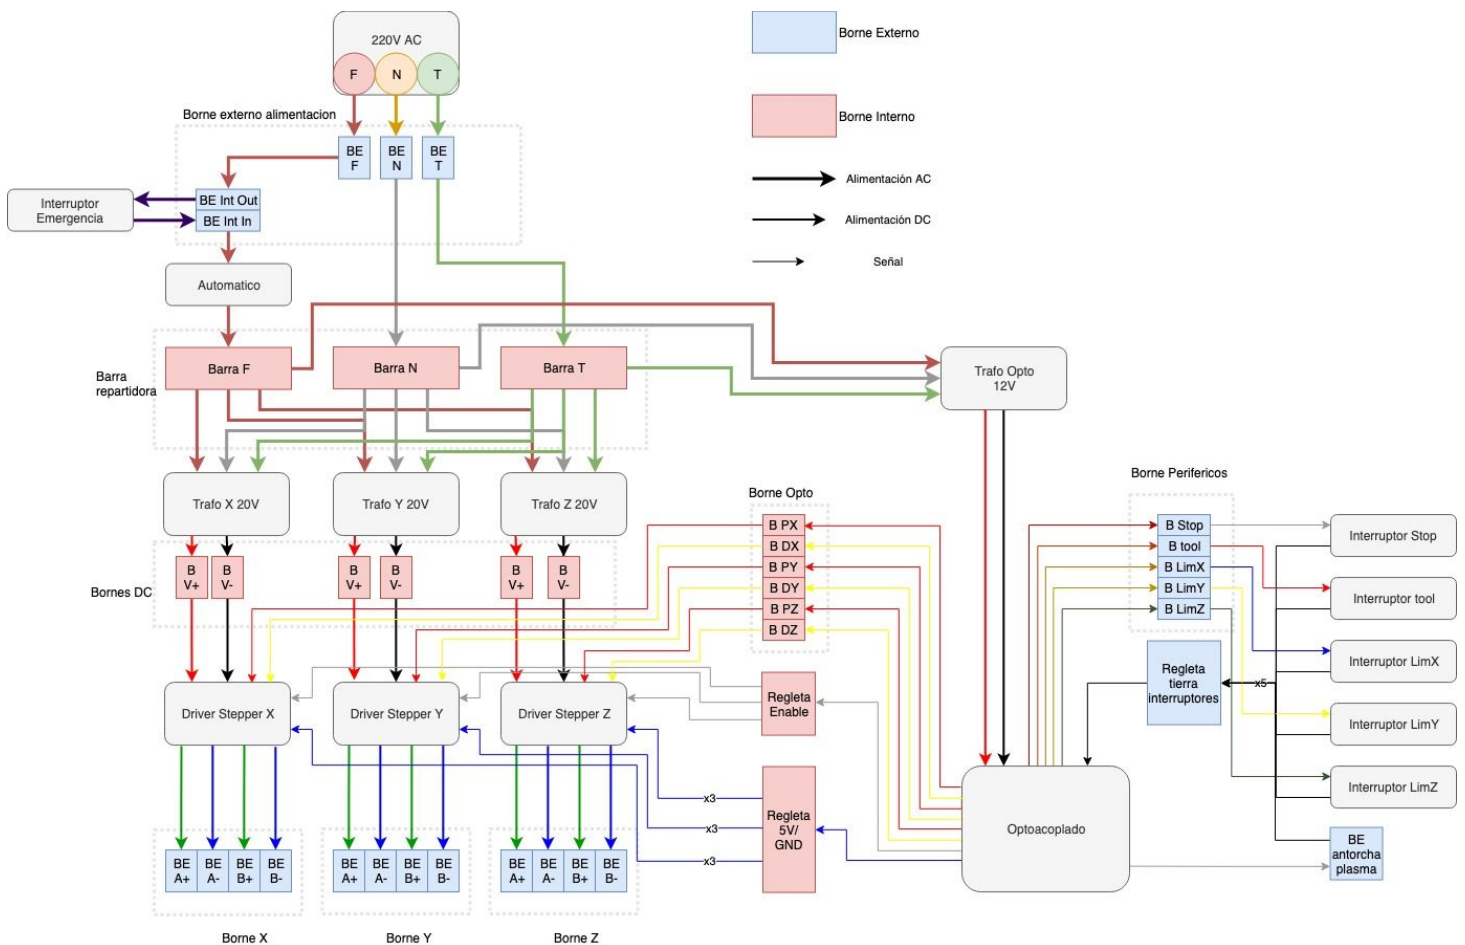 220V AC
F
N
T
Borne Externo
Borne Interno
Alimentación AC
Alimentación DC
Señal
Borne externo alimentacion
BE
F
BE
N
BE
T
BE Int Out
BE Int In
Interruptor
Emergencia
Automatico
Barra
repartidora
Barra F
Barra N
Barra T
Trafo Opto
12V
Trafo X 20V
Trafo Y 20V
Trafo Z 20V
Bornes DC
B
V+
B
V-
B
V+
B
V-
B
V+
B
V-
Borne Opto
B PX
B DX
B PY
B DY
B PZ
B DZ
Borne Perifericos
B Stop
B tool
B LimX
B LimY
B LimZ
Interruptor Stop
Interruptor tool
Interruptor LimX
Interruptor LimY
Interruptor LimZ
Regleta
tierra
interruptores
x5
Driver Stepper X
Driver Stepper Y
Driver Stepper Z
Regleta
Enable
Regleta
5V/
GND
x3
x3
x3
Optoacoplado
BE
antorcha
plasma
BE
A+
BE
A-
BE
B+
BE
B-
BE
A+
BE
A-
BE
B+
BE
B-
BE
A+
BE
A-
BE
B+
BE
B-
Borne X
Borne Y
Borne Z